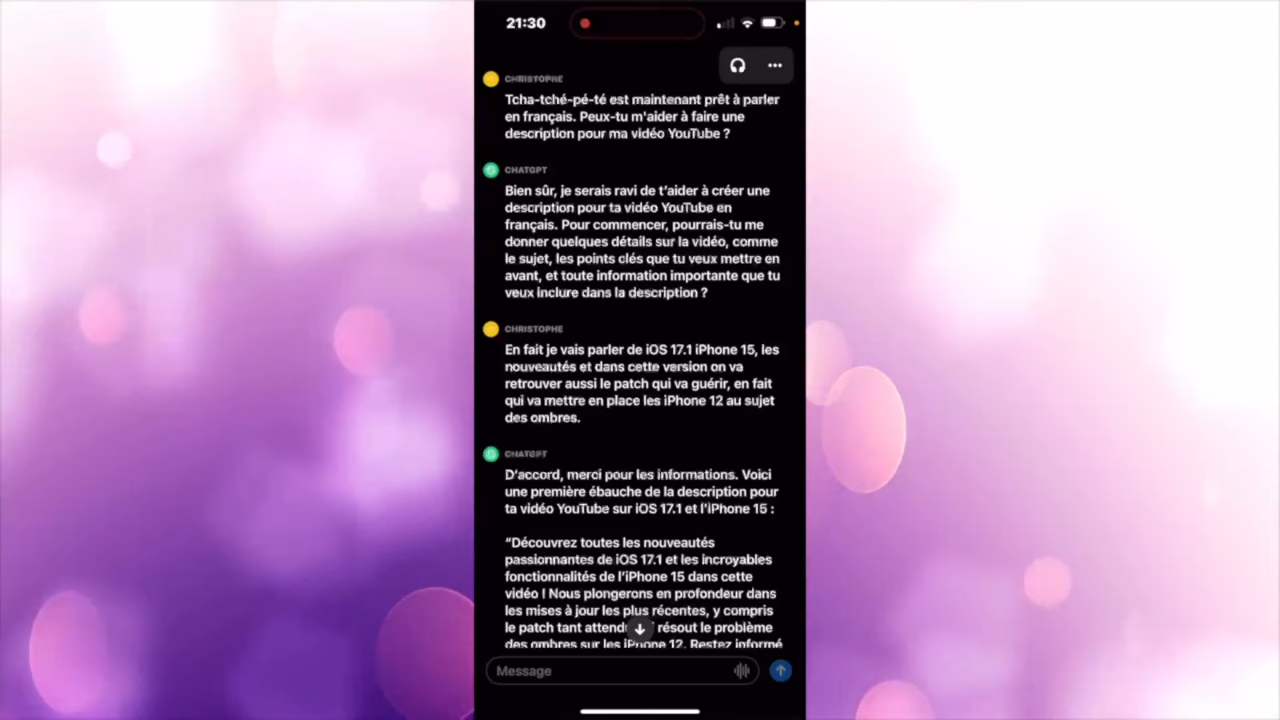 21:30
CHRISTOPHE
Tcha-tché-pé-té est maintenant prêt à parler
en français. Peux-tu m'aider à faire une
description pour ma vidéo YouTube ?
CHATGPT
Bien sûr, je serais ravi de t'aider à créer une
description pour ta vidéo YouTube en
français. Pour commencer, pourrais-tu me
donner quelques détails sur la vidéo, comme
le sujet, les points clés que tu veux mettre en
avant, et toute information importante que tu
veux inclure dans la description ?
CHRISTOPHE
En fait je vais parler de iOS 17.1 iPhone 15, les
nouveautés et dans cette version on va
retrouver aussi le patch qui va guérir, en fait
qui va mettre en place les iPhone 12 au sujet
des ombres.
CHATGPT
D'accord, merci pour les informations. Voici
une première ébauche de la description pour
ta vidéo YouTube sur iOS 17.1 et l'iPhone 15 :
"Découvrez toutes les nouveautés
passionnantes de iOS 17.1 et les incroyables
fonctionnalités de l'iPhone 15 dans cette
vidéo ! Nous plongerons en profondeur dans
les mises à jour les plus récentes, y compris
le patch tant résout le problème
des ombres sur les iPhone 12. Restez informé
Message